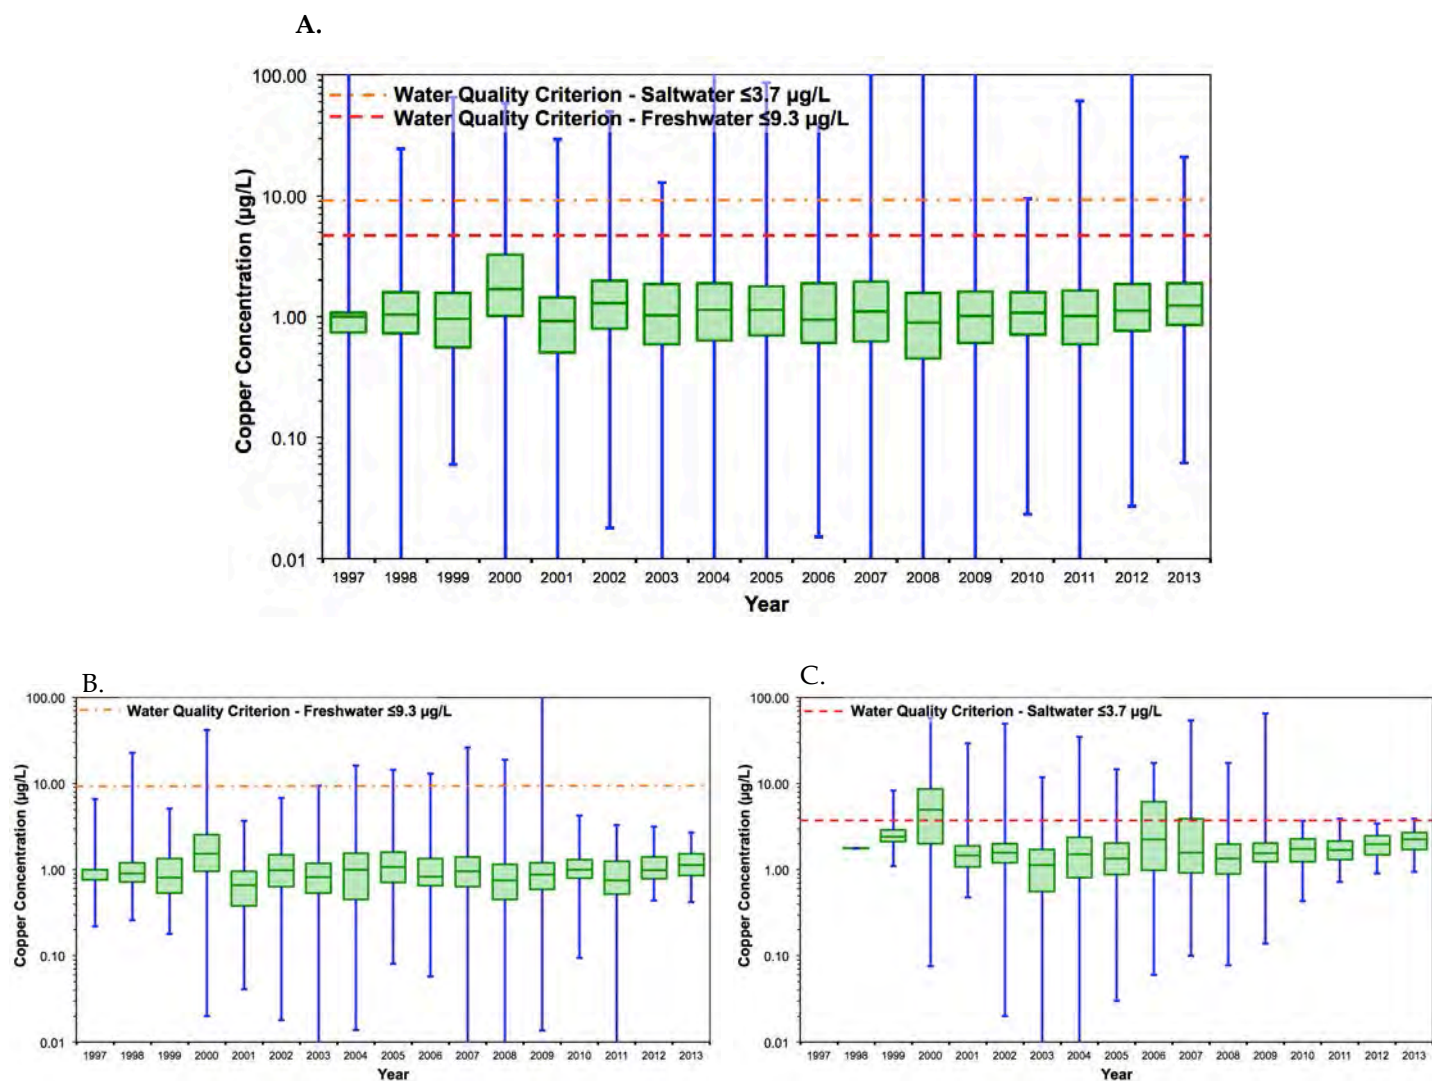 A.
100.00
Water Quality Criterion - Saltwater ≤3.7 µg/L
Water Quality Criterion - Freshwater ≤9.3 µg/L
10.00
1.00
0.10
0.01
Copper Concentration (µg/L)
1997 1998 1999 2000 2001 2002 2003 2004 2005 2006 2007 2008 2009 2010 2011 2012 2013
Year
B.
100.00
Water Quality Criterion - Freshwater ≤9.3 µg/L
10.00
1.00
0.10
0.01
Copper Concentration (µg/L)
1997 1998 1999 2000 2001 2002 2003 2004 2005 2006 2007 2008 2009 2010 2011 2012 2013
Year
C.
100.00
Water Quality Criterion - Saltwater ≤3.7 µg/L
10.00
1.00
0.10
0.01
Copper Concentration (µg/L)
1997 1998 1999 2000 2001 2002 2003 2004 2005 2006 2007 2008 2009 2010 2011 2012 2013
Year